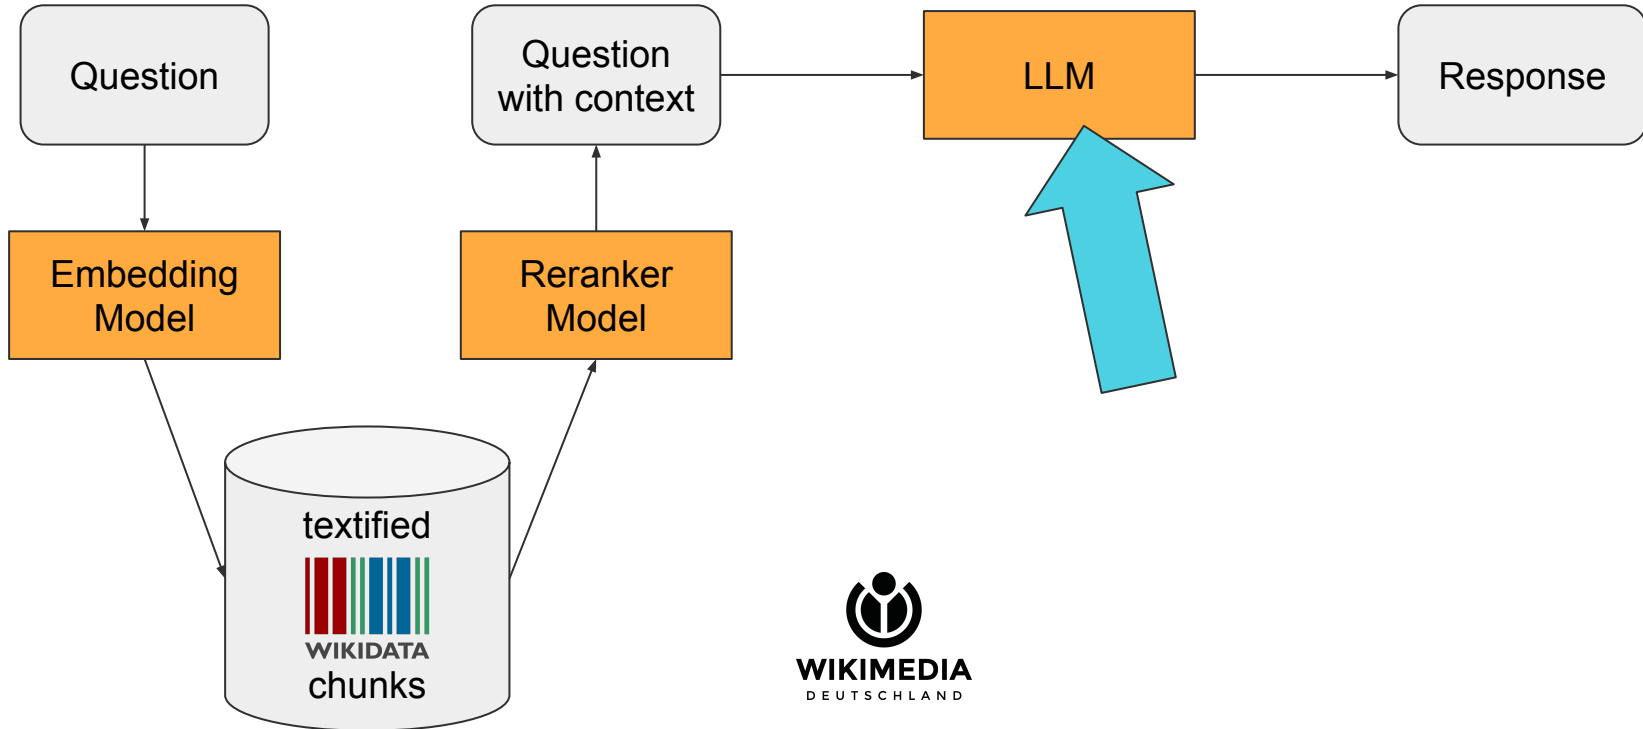 Question
Embedding
Model
textified
WIKIDATA
chunks
Reranker
Model
Question
with context
LLM
Response
WIKIMEDIA
DEUTSCHLAND